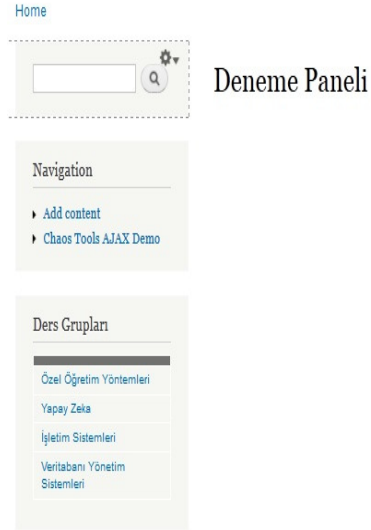 Home
Deneme Paneli
Navigation
Add content
Chaos Tools AJAX Demo
Ders Grupları
Özel Öğretim Yöntemleri
Yapay Zeka
İşletim Sistemleri
Veritabanı Yönetim
Sistemleri